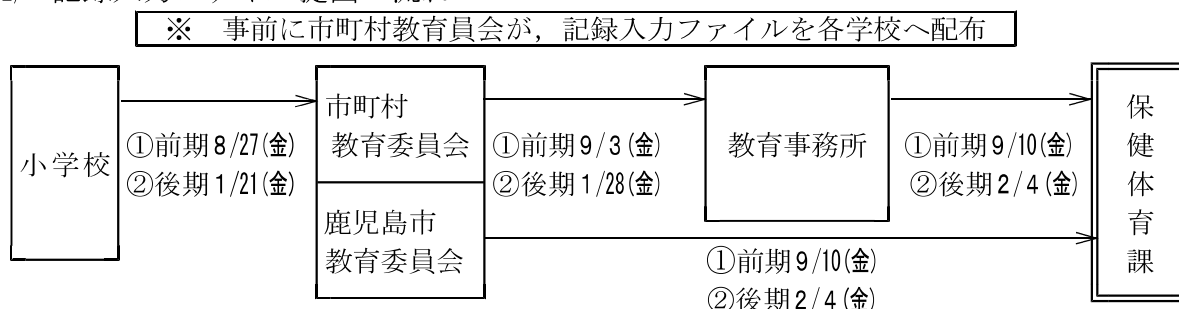 ※ 事前に市町村教育員会が，記録入力ファイルを各学校へ配布
小学校
①前期8/27(金)
②後期1/21(金)
市町村
教育委員会
鹿児島市
教育委員会
①前期9/3(金)
②後期1/28(金)
教育事務所
①前期9/10(金)
②後期2/4(金)
①前期9/10(金)
②後期2/4(金)
保健体育課